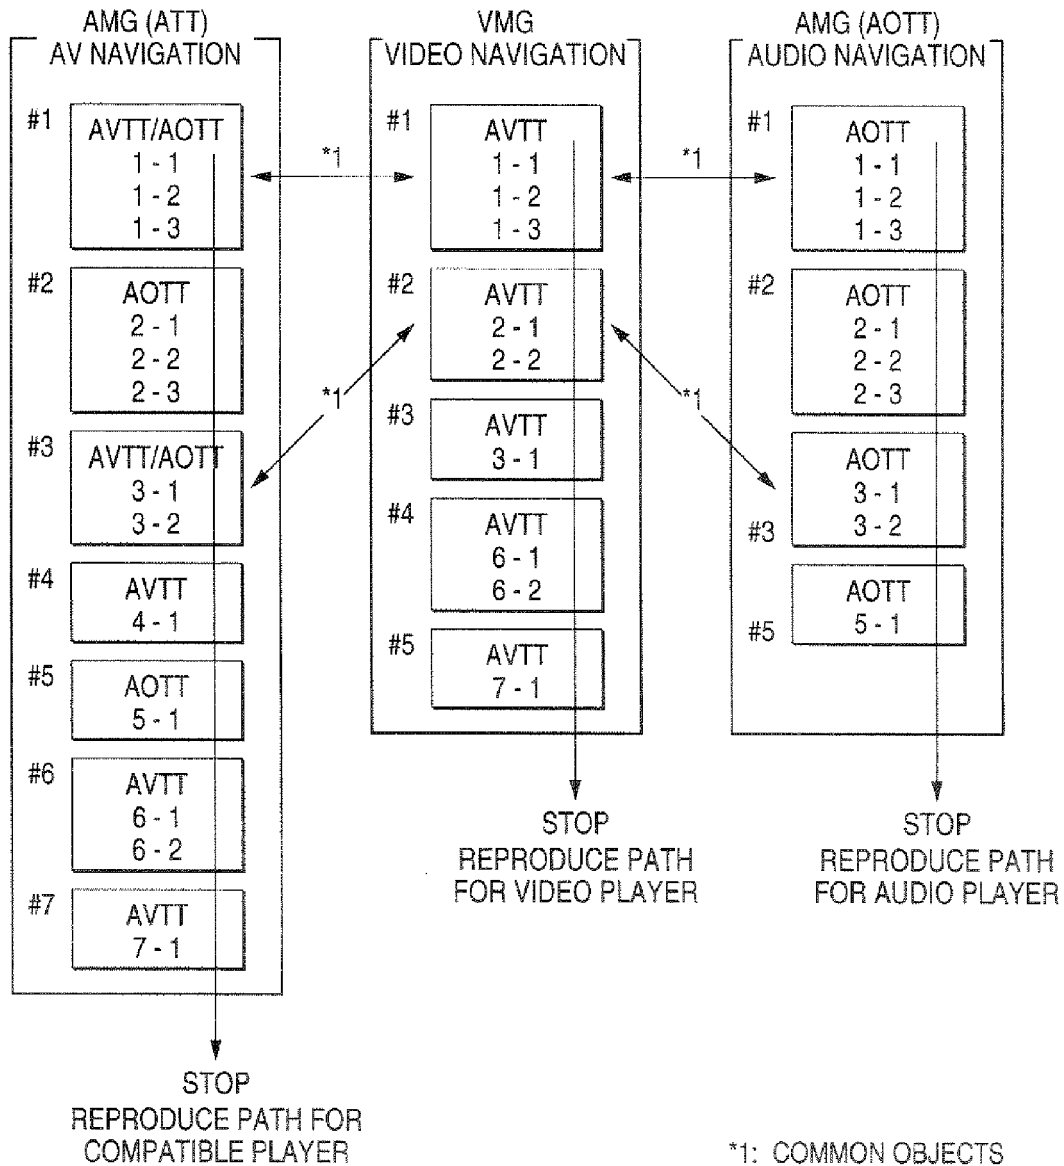 AMG (ATT)
AV NAVIGATION
#1
AVTT/AOTT
1 - 1
1 - 2
1 - 3
#2
AOTT
2 - 1
2 - 2
2 - 3
#3
AVTT/AOTT
3 - 1
3 - 2
#4
AVTT
4 - 1
#5
AOTT
5 - 1
#6
AVTT
6 - 1
6 - 2
#7
AVTT
7 - 1
STOP
REPRODUCE PATH FOR
COMPATIBLE PLAYER
*1
*1
VMG
VIDEO NAVIGATION
#1
AVTT
1 - 1
1 - 2
1 - 3
#2
AVTT
2 - 1
2 - 2
#3
AVTT
3 - 1
#4
AVTT
6 - 1
6 - 2
#5
AVTT
7 - 1
STOP
REPRODUCE PATH
FOR VIDEO PLAYER
*1
*1
AMG (AOTT)
AUDIO NAVIGATION
#1
AOTT
1 - 1
1 - 2
1 - 3
#2
AOTT
2 - 1
2 - 2
2 - 3
AOTT
3 - 1
3 - 2
#3
AOTT
5 - 1
#5
STOP
REPRODUCE PATH
FOR AUDIO PLAYER
*1: COMMON OBJECTS